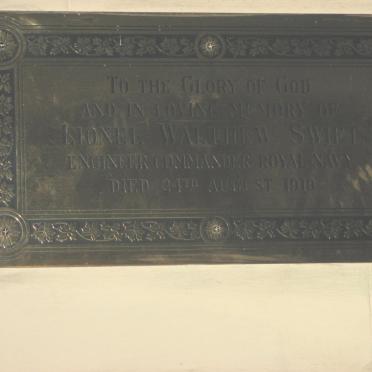 TO THE GLORY OF GOD
AND IN LOVING MEMORY OF
LIONEL WALTHEW SWIFT
ENGINEER COMMANDER ROYAL NAVY
DIED 24TH AUGUST 1919